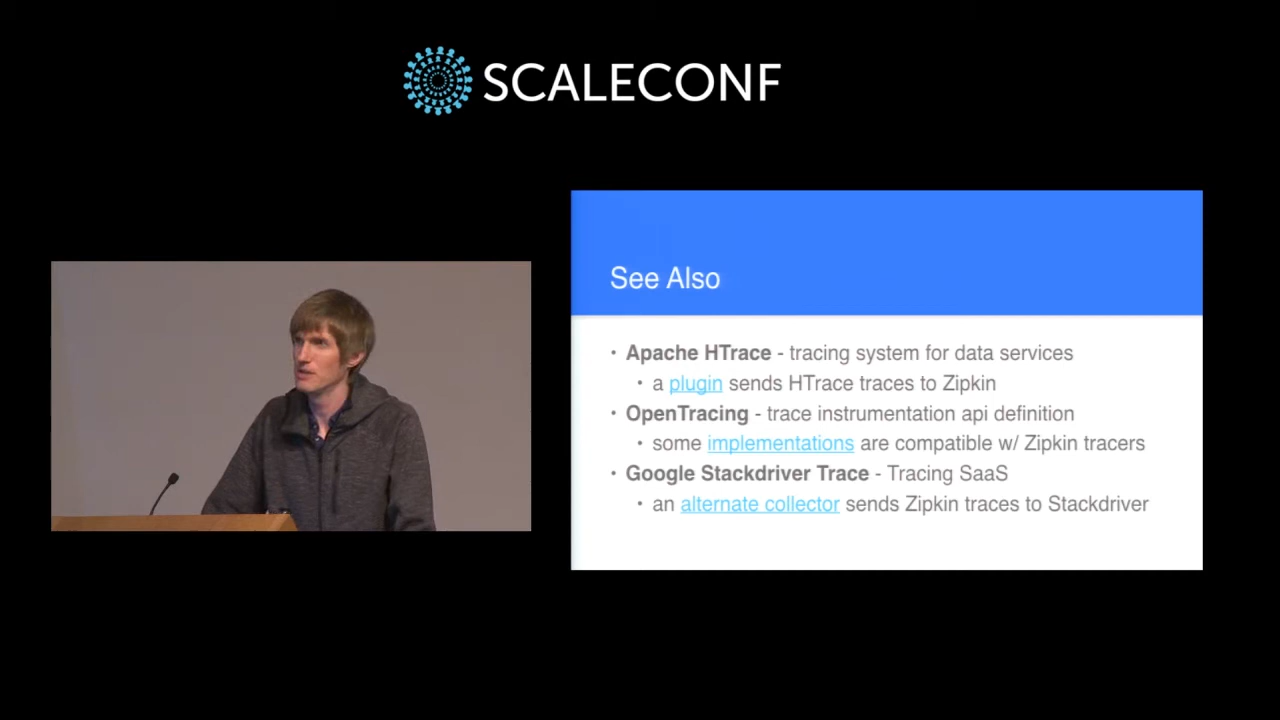 SCALECONF
See Also
• Apache HTrace - tracing system for data services
• a plugin sends HTrace traces to Zipkin
• OpenTracing - trace instrumentation api definition
• some implementations are compatible w/ Zipkin tracers
• Google Stackdriver Trace - Tracing SaaS
• an alternate collector sends Zipkin traces to Stackdriver